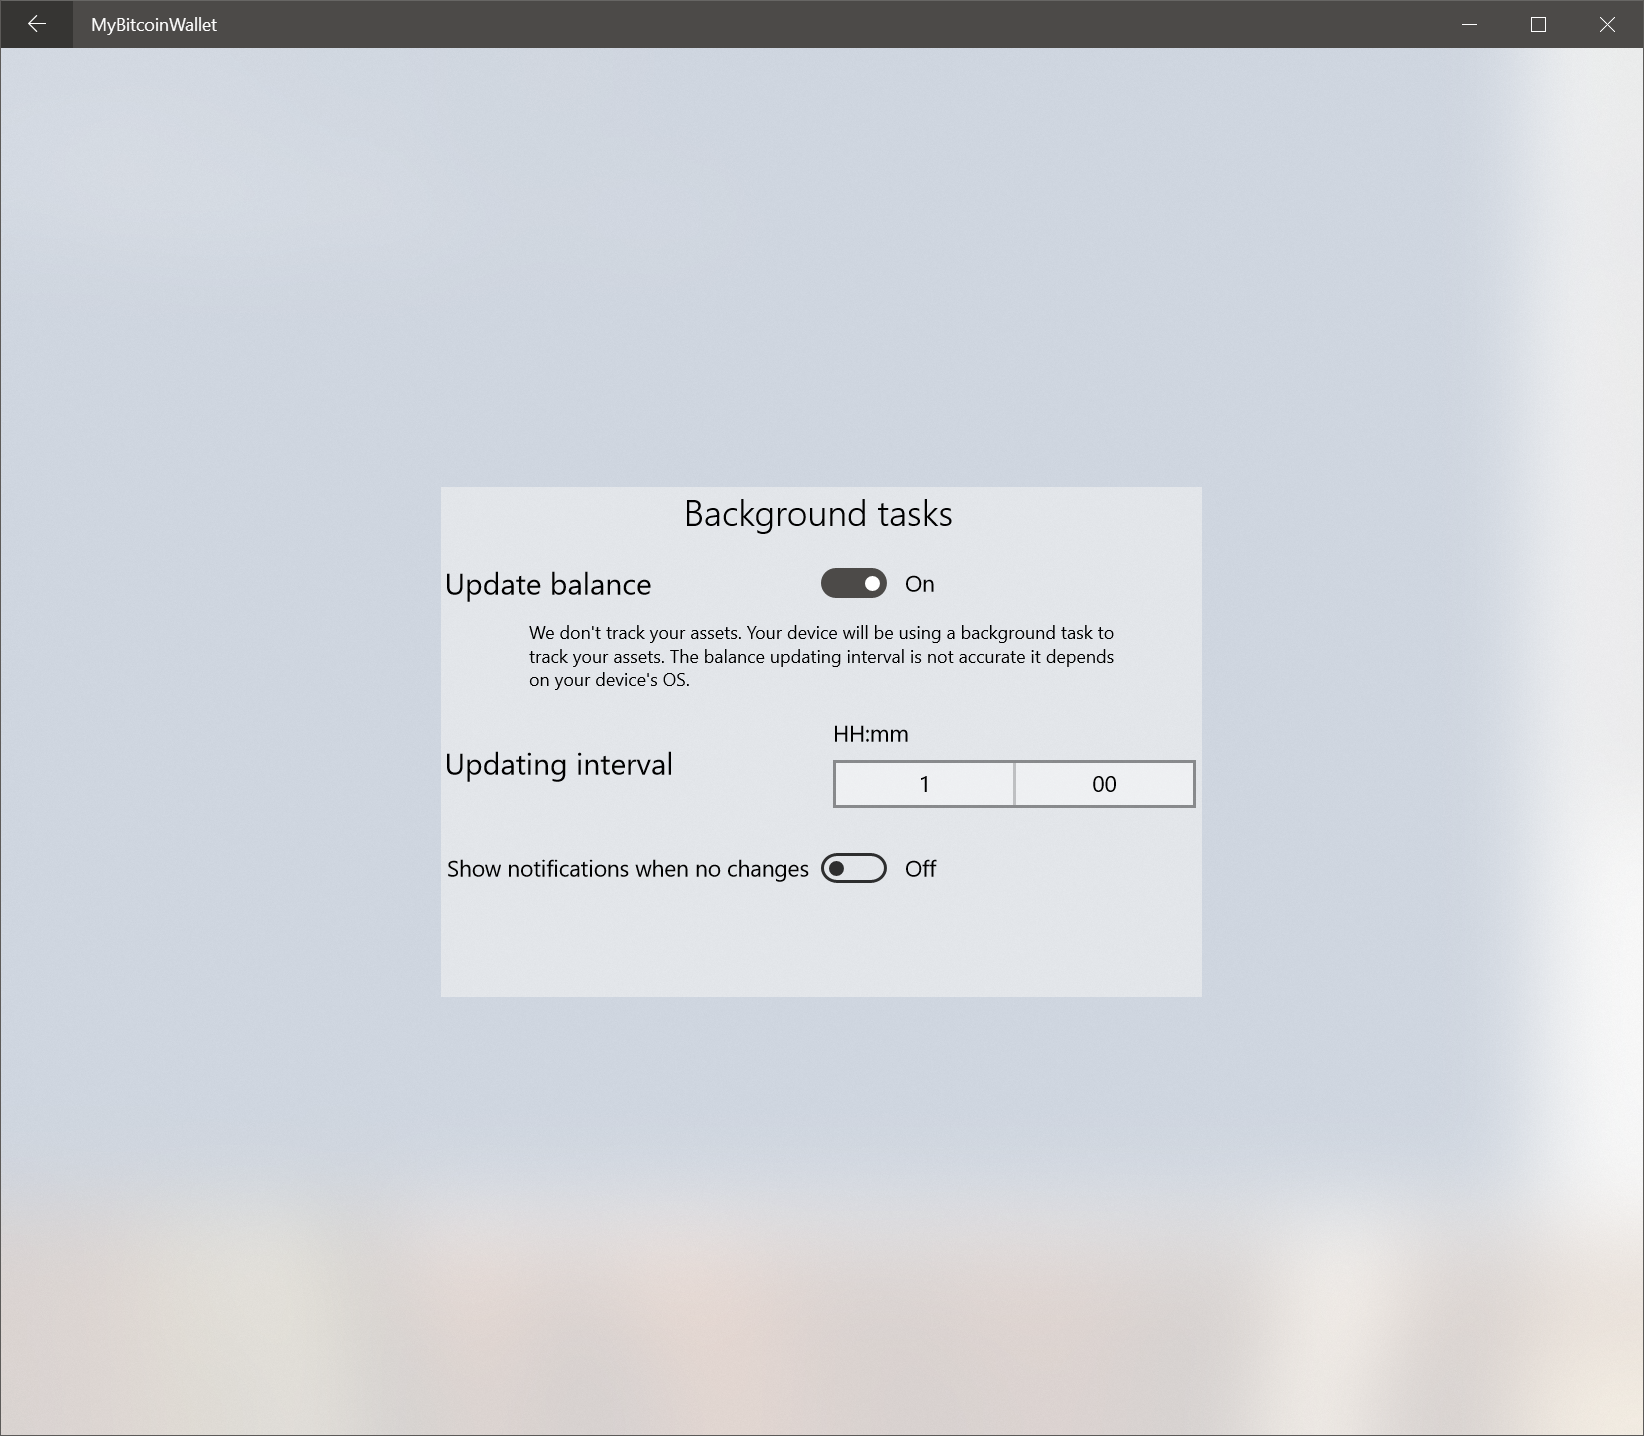 MyBitcoinWallet
Background tasks
Update balance On
We don't track your assets. Your device will be using a background task to
track your assets. The balance updating interval is not accurate it depends
on your device's OS.
HH:mm
Updating interval
1 00
Show notifications when no changes Off